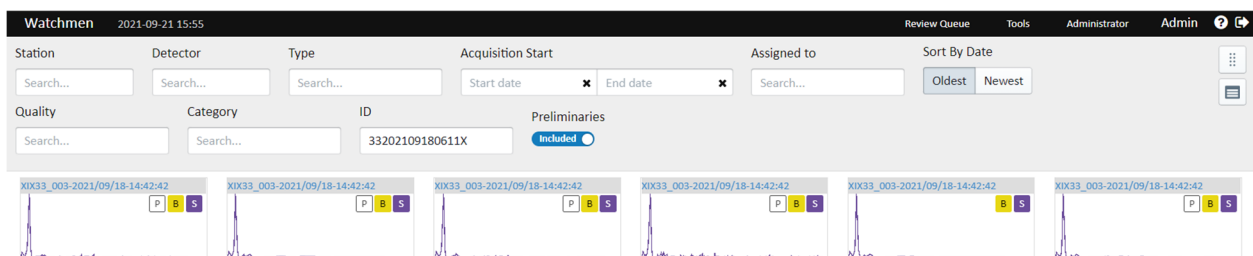 Watchmen 2021-09-21 15:55 Review Queue Tools Administrator Admin ?
Station Detector Type Acquisition Start Assigned to Sort By Date
Search... Search... Search... Start date End date Search... Oldest Newest
Quality Category ID Preliminaries
Search... Search... 33202109180611X Included
XIX33_003-2021/09/18-14:42:42 XIX33_003-2021/09/18-14:42:42 XIX33_003-2021/09/18-14:42:42 XIX33_003-2021/09/18-14:42:42 XIX33_003-2021/09/18-14:42:42 XIX33_003-2021/09/18-14:42:42
P B S P B S P B S P B S B S P B S